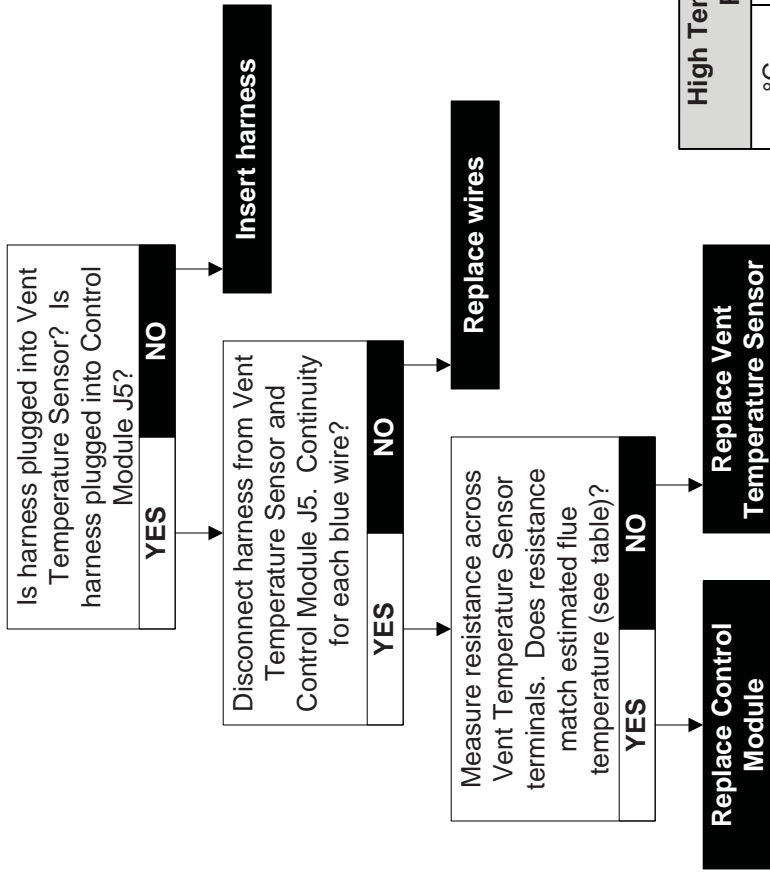 Is harness plugged into Vent
Temperature Sensor? Is
harness plugged into Control
Module J5?
YES
NO
Insert harness
Disconnect harness from Vent
Temperature Sensor and
Control Module J5. Continuity
for each blue wire?
YES
NO
Replace wires
Measure resistance across
Vent Temperature Sensor
terminals. Does resistance
match estimated flue
temperature (see table)?
YES
NO
Replace Control
Module
Replace Vent
Temperature Sensor
High